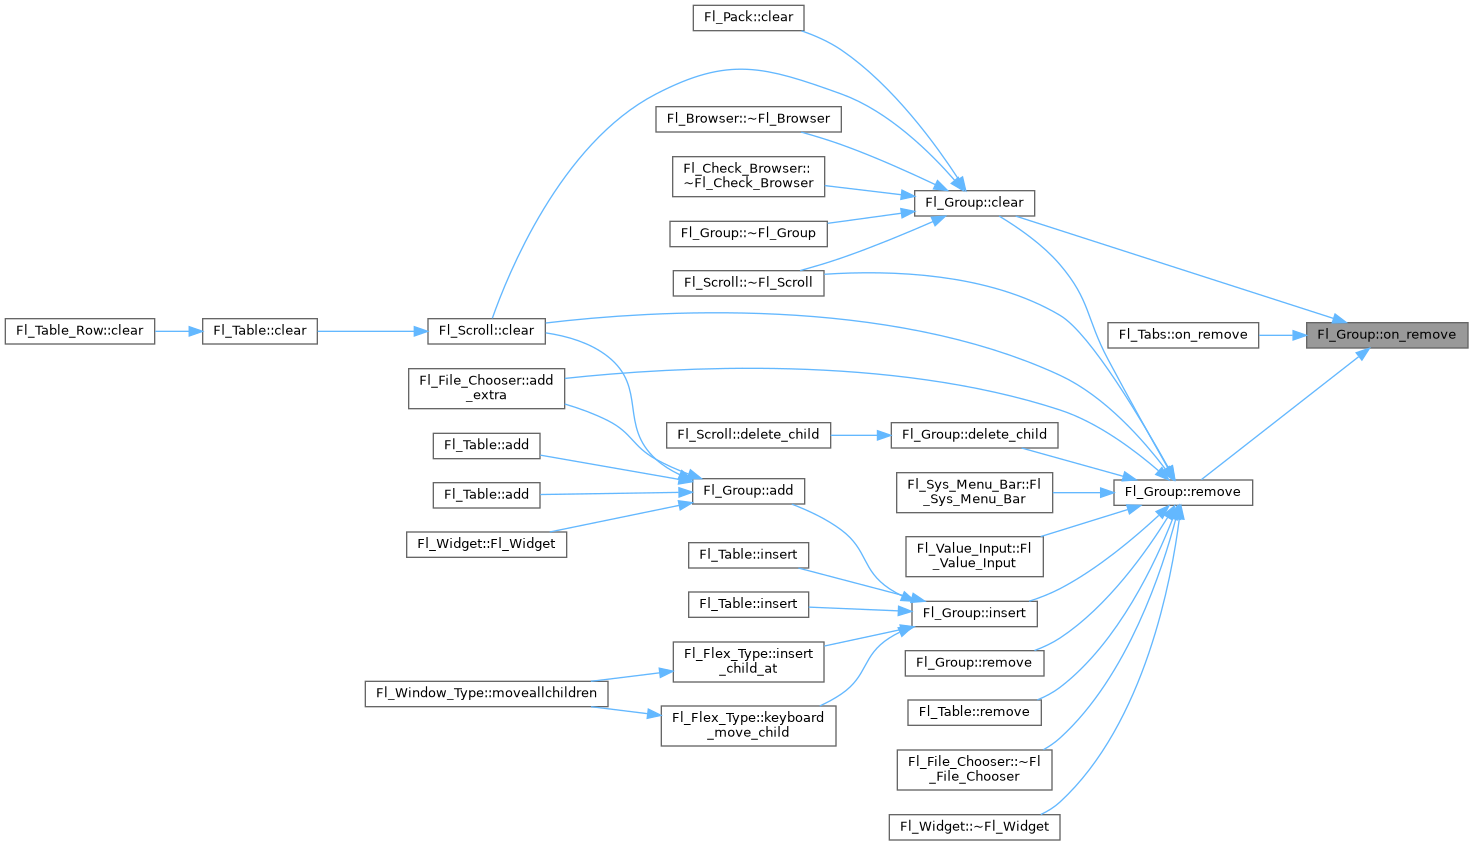 Fl_Pack::clear
Fl_Browser::~Fl_Browser
Fl_Check_Browser::
~Fl_Check_Browser
Fl_Group::clear
Fl_Group::~Fl_Group
Fl_Scroll::~Fl_Scroll
Fl_Table_Row::clear
Fl_Table::clear
Fl_Scroll::clear
Fl_Tabs::on_remove
Fl_Group::on_remove
Fl_File_Chooser::add
_extra
Fl_Table::add
Fl_Scroll::delete_child
Fl_Group::delete_child
Fl_Table::add
Fl_Group::add
Fl_Sys_Menu_Bar::Fl
_Sys_Menu_Bar
Fl_Group::remove
Fl_Widget::Fl_Widget
Fl_Table::insert
Fl_Value_Input::Fl
_Value_Input
Fl_Table::insert
Fl_Group::insert
Fl_Flex_Type::insert
_child_at
Fl_Group::remove
Fl_Window_Type::moveallchildren
Fl_Flex_Type::keyboard
_move_child
Fl_Table::remove
Fl_File_Chooser::~Fl
_File_Chooser
Fl_Widget::~Fl_Widget